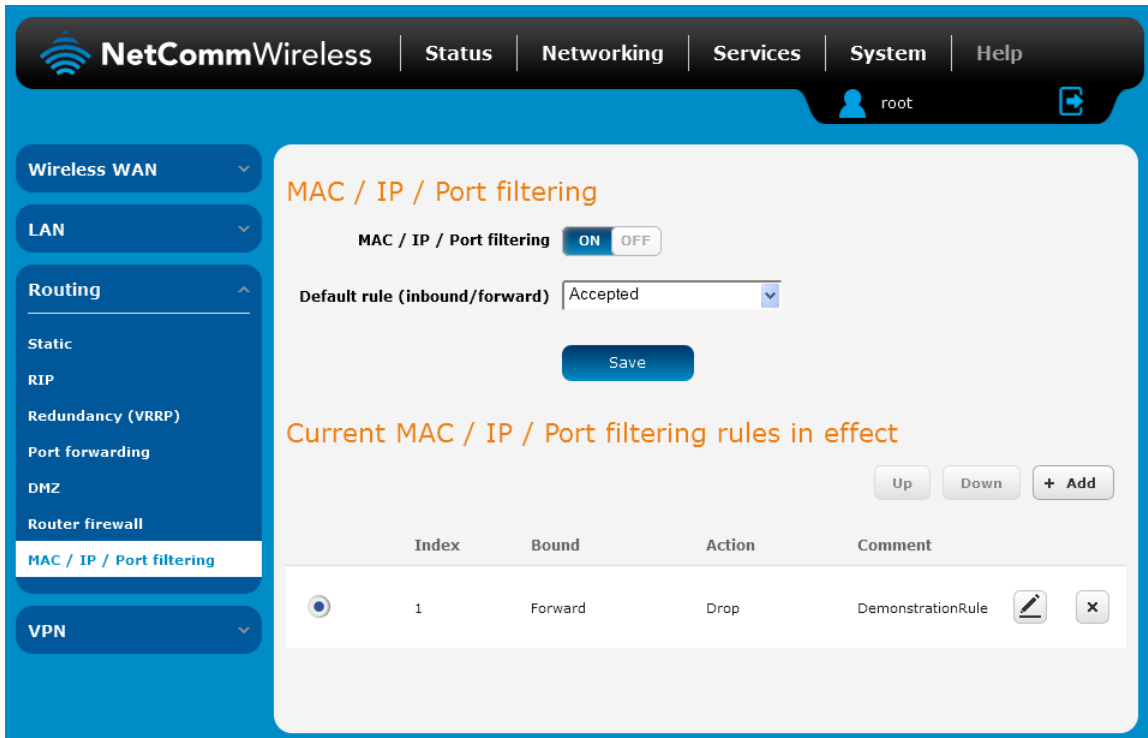 NetCommWireless Status Networking Services System Help
root
Wireless WAN
LAN
Routing
Static
RIP
Redundancy (VRRP)
Port forwarding
DMZ
Router firewall
MAC / IP / Port filtering
VPN
MAC / IP / Port filtering
MAC / IP / Port filtering ON OFF
Default rule (inbound/forward) Accepted
Save
Current MAC / IP / Port filtering rules in effect
Up Down + Add
Index Bound Action Comment
1 Forward Drop DemonstrationRule